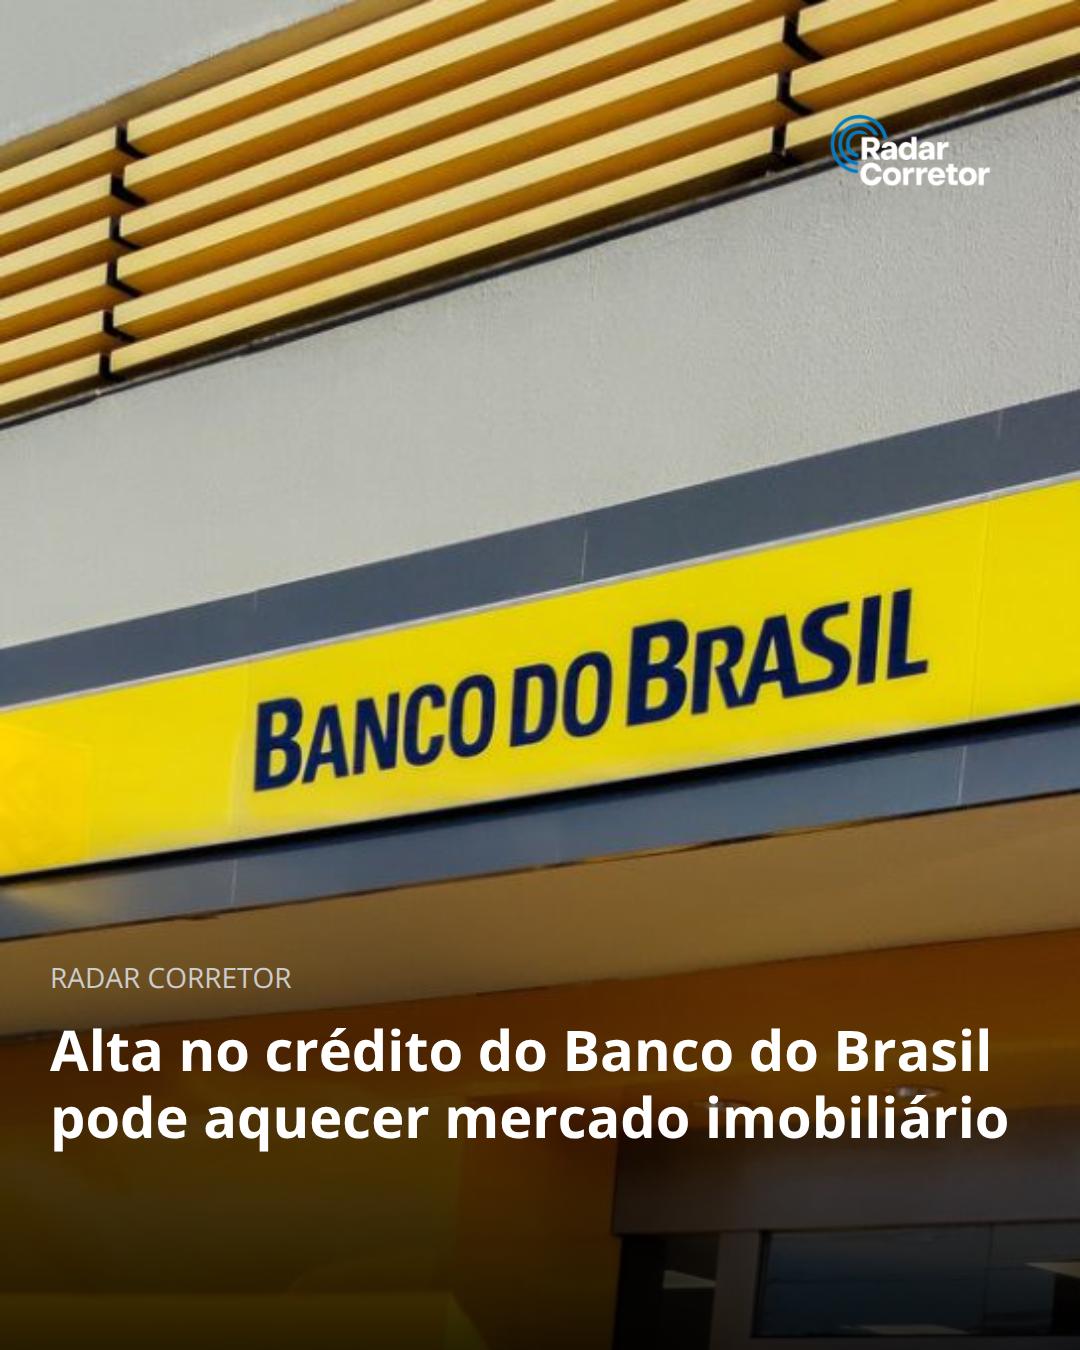 Radar
Corretor
BANCO DO BRASIL
RADAR CORRETOR
Alta no crédito do Banco do Brasil
pode aquecer mercado imobiliário